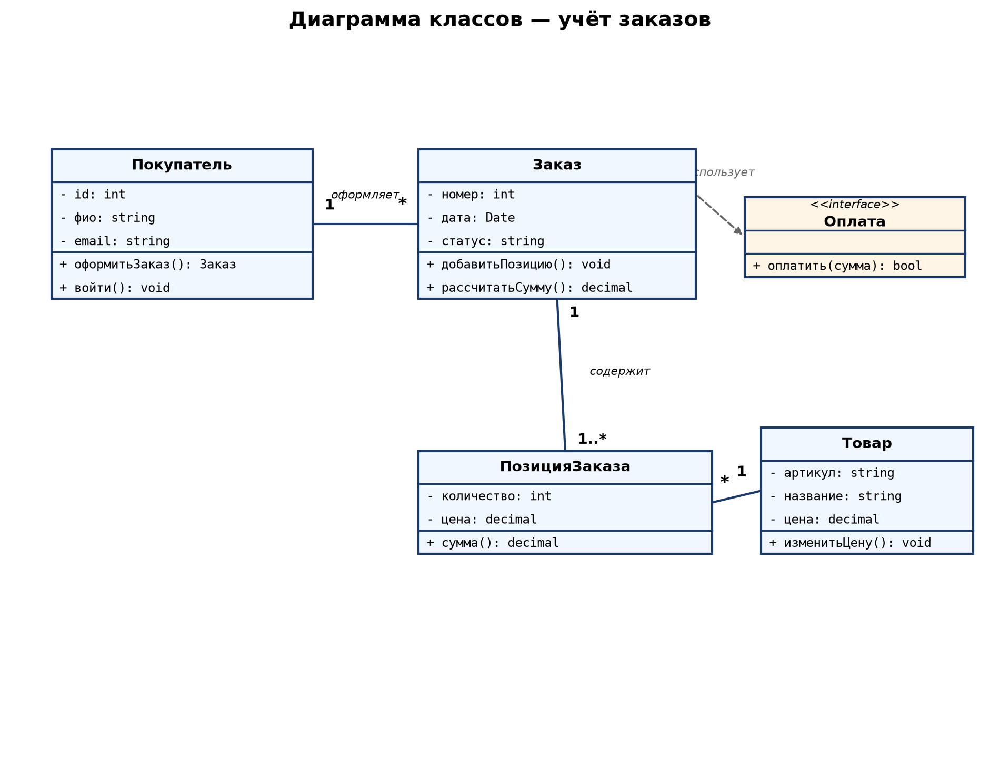 Диаграмма классов — учёт заказов
Покупатель
- id: int
- фио: string
- email: string
+ оформитьЗаказ(): Заказ
+ войти(): void
оформляет
1
*
Заказ
- номер: int
- дата: Date
- статус: string
+ добавитьПозицию(): void
+ рассчитатьСумму(): decimal
спользует
<<interface>>
Оплата
+ оплатить(сумма): bool
1
содержит
1..*
ПозицияЗаказа
- количество: int
- цена: decimal
+ сумма(): decimal
*
1
Товар
- артикул: string
- название: string
- цена: decimal
+ изменитьЦену(): void